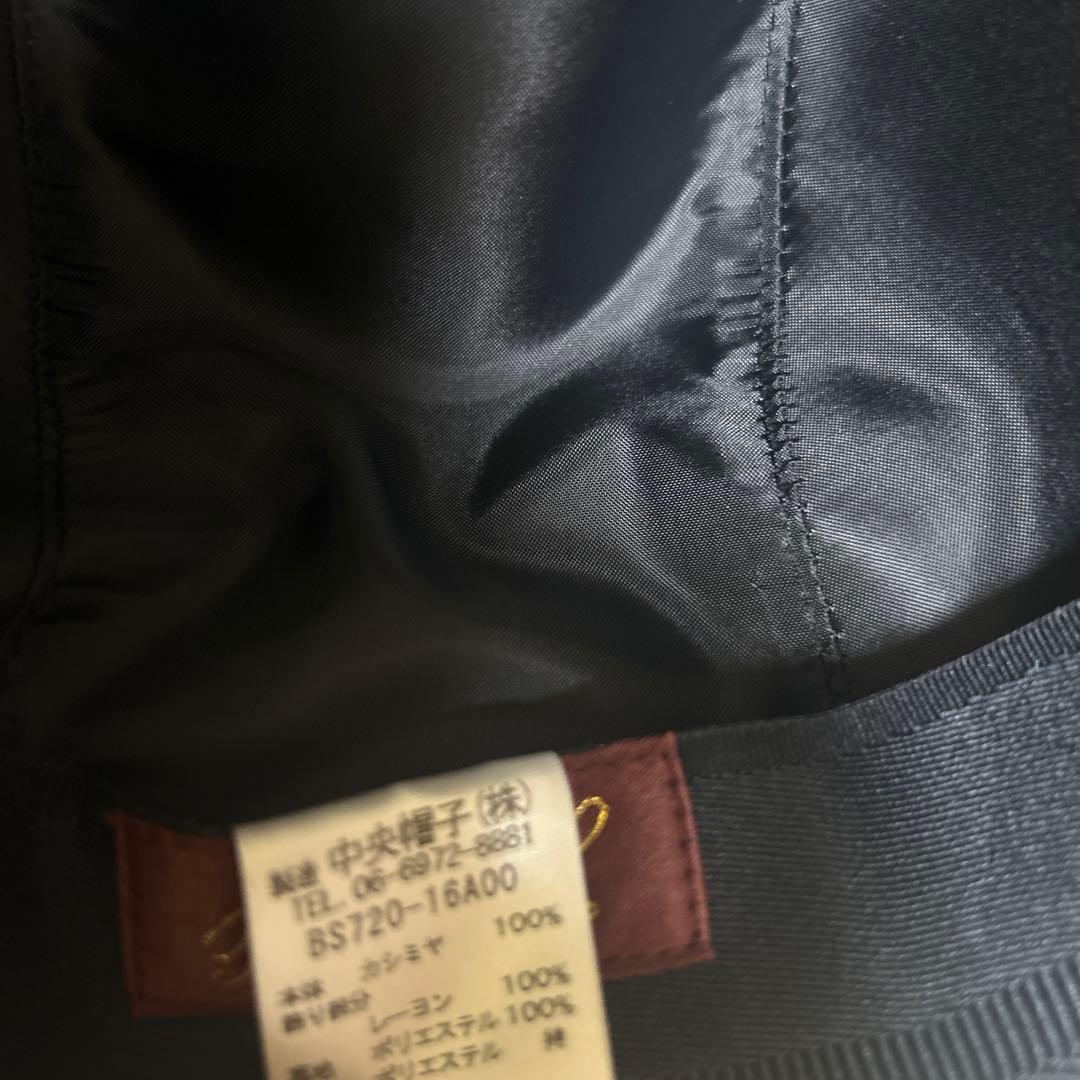 製造 中央帽子(株)
TEL. 06-6972-8881
BS720-16A00
本体 カシミヤ 100%
飾り部分
レーヨン 100%
裏地 ポリエステル 100%
ポリエステル